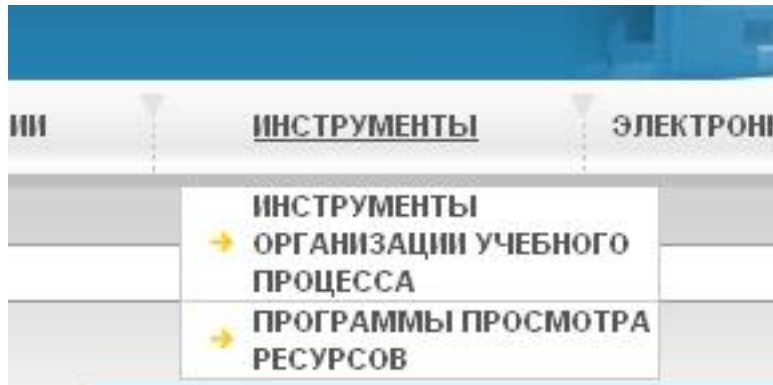 ИНСТРУМЕНТЫ
ИНСТРУМЕНТЫ
ОРГАНИЗАЦИИ УЧЕБНОГО
ПРОЦЕССА
ПРОГРАММЫ ПРОСМОТРА
РЕСУРСОВ